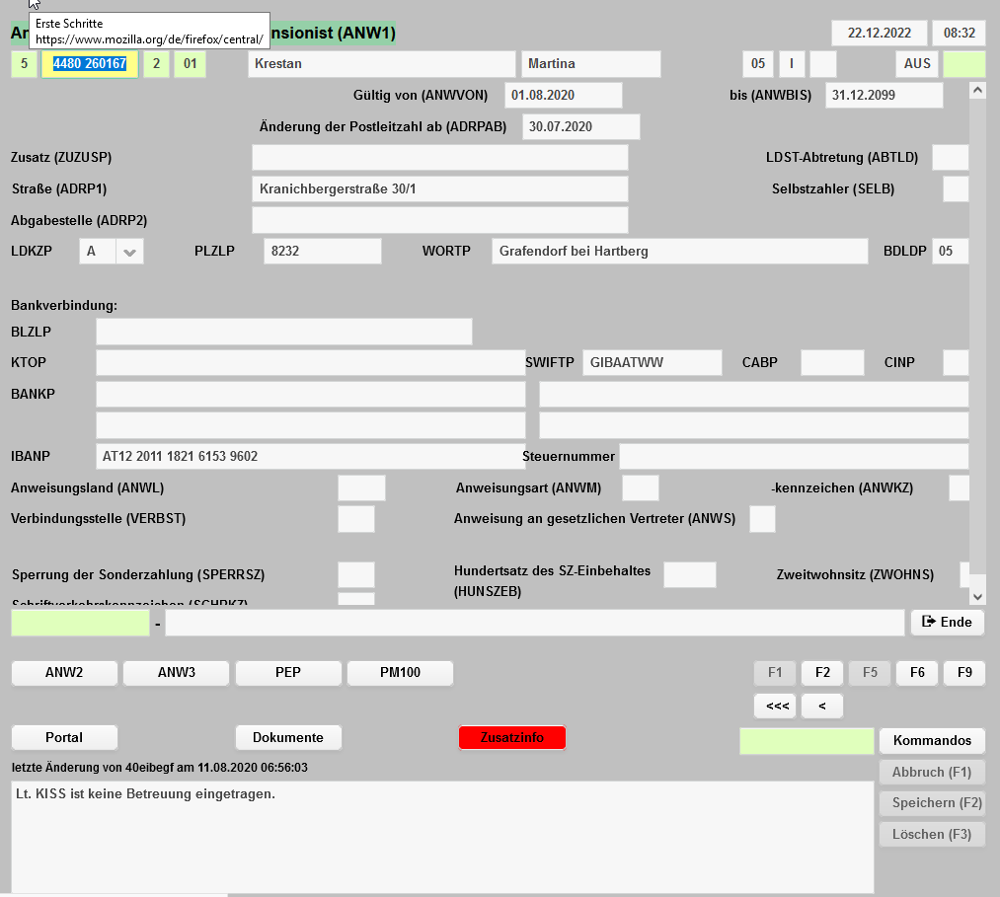 Erste Schritte
https://www.mozilla.org/de/firefox/central/
An nsionist (ANW1) 22.12.2022 08:32
5 4480 260167 2 01 Krestan Martina 05 I AUS
Gültig von (ANWVON) 01.08.2020 bis (ANWBIS) 31.12.2099
Änderung der Postleitzahl ab (ADRPAB) 30.07.2020
Zusatz (ZUZUSP) LDST-Abtretung (ABTLD)
Straße (ADRP1) Kranichbergerstraße 30/1 Selbstzahler (SELB)
Abgabestelle (ADRP2)
LDKZP A PLZLP 8232 WORTP Grafendorf bei Hartberg BDLDP 05
Bankverbindung:
BLZLP
KTOP SWIFTP GIBAATWW CABP CINP
BANKP
IBANP AT12 2011 1821 6153 9602 Steuernummer
Anweisungsland (ANWL) Anweisungsart (ANWM) -kennzeichen (ANWKZ)
Verbindungsstelle (VERBST) Anweisung an gesetzlichen Vertreter (ANWS)
Sperrung der Sonderzahlung (SPERRSZ) Hundertsatz des SZ-Einbehaltes (HUNSZEB) Zweitwohnsitz (ZWOHNS)
Schriftverkehrskennzeichen (SCHRKZ)
- Ende
ANW2 ANW3 PEP PM100 F1 F2 F5 F6 F9
<<< <
Portal Dokumente Zusatzinfo Kommandos
letzte Änderung von 40eibegf am 11.08.2020 06:56:03 Abbruch (F1)
Lt. KISS ist keine Betreuung eingetragen. Speichern (F2)
Löschen (F3)